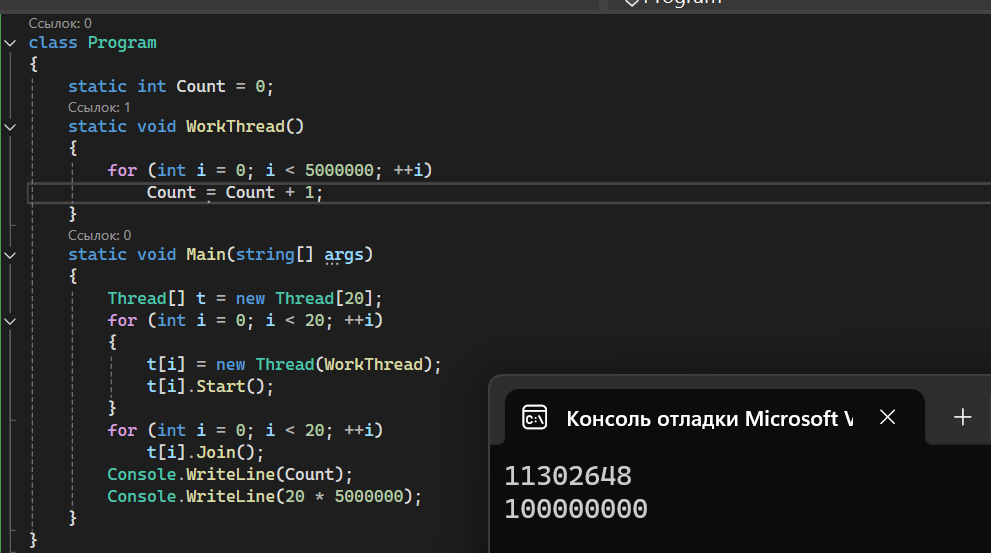 Program
Ссылок: 0
class Program
{
static int Count = 0;
Ссылок: 1
static void WorkThread()
{
for (int i = 0; i < 5000000; ++i)
Count = Count + 1;
}
Ссылок: 0
static void Main(string[] args)
{
Thread[] t = new Thread[20];
for (int i = 0; i < 20; ++i)
{
t[i] = new Thread(WorkThread);
t[i].Start();
}
for (int i = 0; i < 20; ++i)
t[i].Join();
Console.WriteLine(Count);
Console.WriteLine(20 * 5000000);
}
}
C:\
Консоль отладки Microsoft V
11302648
100000000